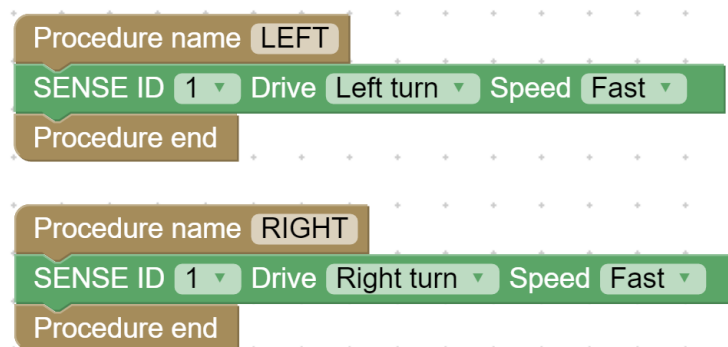 Procedure name LEFT
SENSE ID 1 Drive Left turn Speed Fast
Procedure end
Procedure name RIGHT
SENSE ID 1 Drive Right turn Speed Fast
Procedure end